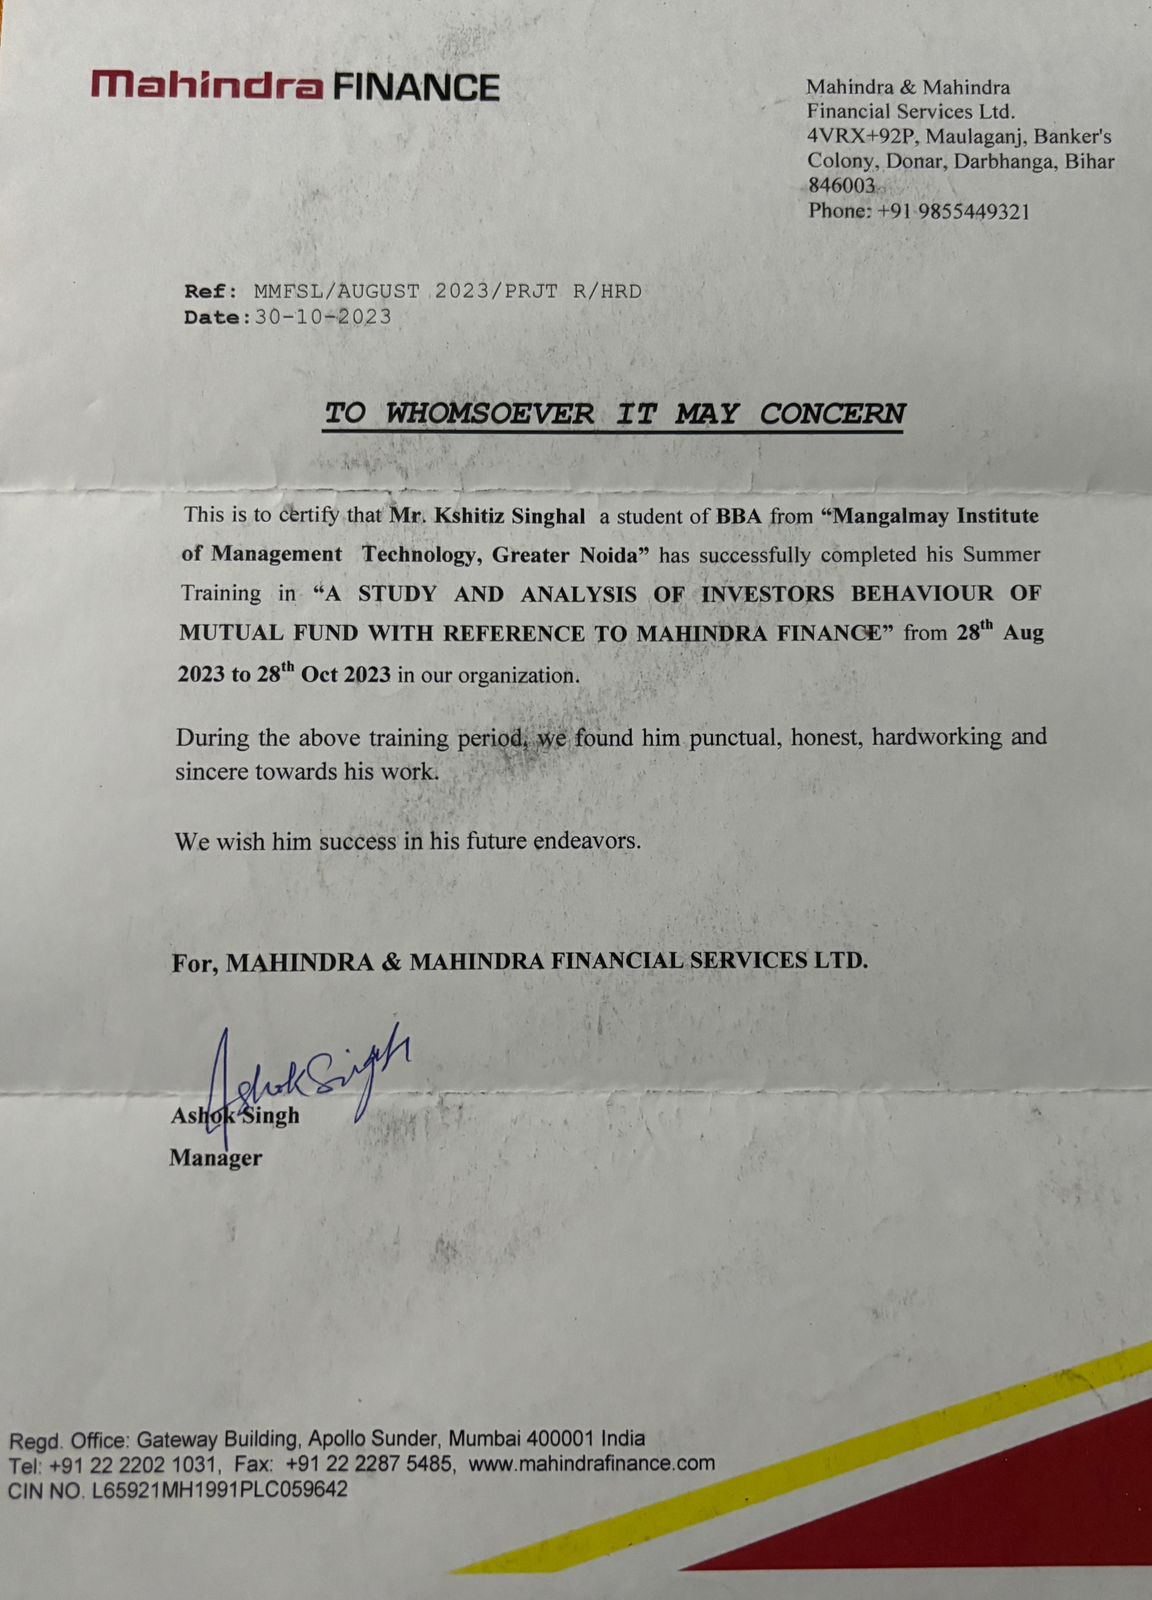 Mahindra FINANCE
Mahindra & Mahindra
Financial Services Ltd.
4VRX+92P, Maulaganj, Banker's
Colony, Donar, Darbhanga, Bihar
846003
Phone: +91 9855449321
Ref: MMFSL/AUGUST 2023/PRJT R/HRD
Date:30-10-2023
TO WHOMSOEVER IT MAY CONCERN
This is to certify that Mr. Kshitiz Singhal a student of BBA from “Mangalmay Institute
of Management Technology, Greater Noida” has successfully completed his Summer
Training in “A STUDY AND ANALYSIS OF INVESTORS BEHAVIOUR OF
MUTUAL FUND WITH REFERENCE TO MAHINDRA FINANCE” from 28th Aug
2023 to 28th Oct 2023 in our organization.
During the above training period, we found him punctual, honest, hardworking and
sincere towards his work.
We wish him success in his future endeavors.
For, MAHINDRA & MAHINDRA FINANCIAL SERVICES LTD.
Ashok Singh
Ashok Singh
Manager
Regd. Office: Gateway Building, Apollo Sunder, Mumbai 400001 India
Tel: +91 22 2202 1031, Fax: +91 22 2287 5485, www.mahindrafinance.com
CIN NO. L65921MH1991PLC059642